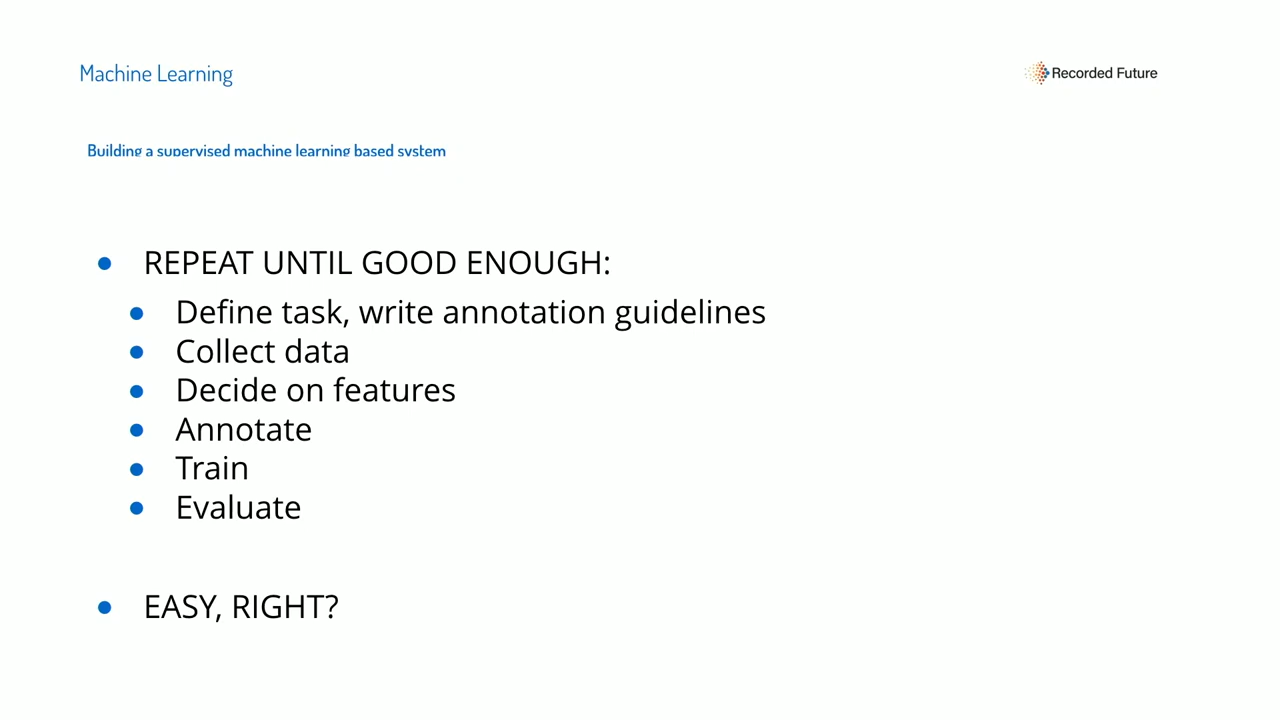 Machine Learning
Recorded Future
Building a supervised machine learning based system
REPEAT UNTIL GOOD ENOUGH:
Define task, write annotation guidelines
Collect data
Decide on features
Annotate
Train
Evaluate
EASY, RIGHT?